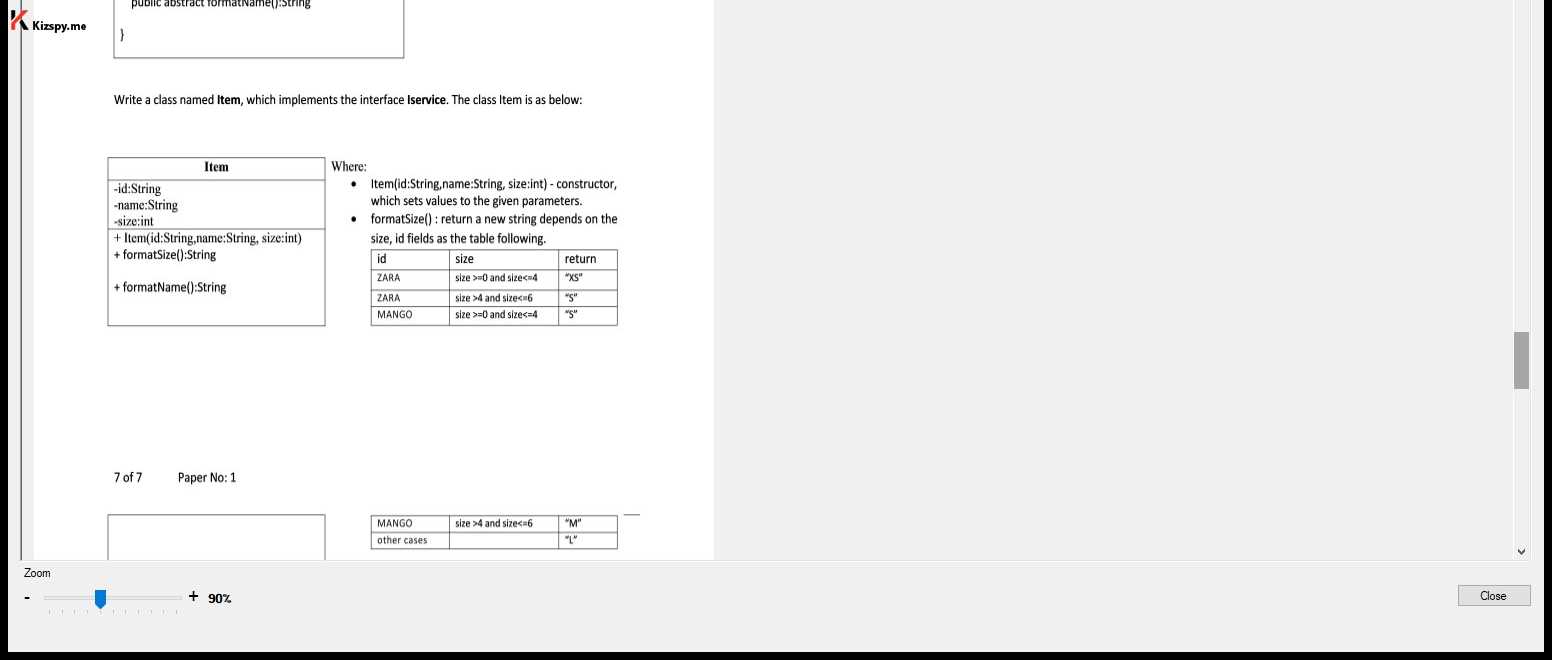 public abstract formatName():String
Kizspy.me
}
Write a class named Item, which implements the interface Iservice. The class Item is as below:
Item
-id:String
-name:String
-size:int
+ Item(id:String,name:String, size:int)
+ formatSize():String
+ formatName():String
Where:
• Item(id:String,name:String, size:int) - constructor,
which sets values to the given parameters.
• formatSize() : return a new string depends on the
size, id fields as the table following.
id size return
ZARA size >=0 and size<=4 "XS"
ZARA size >4 and size<=6 "S"
MANGO size >=0 and size<=4 "S"
7 of 7 Paper No: 1
MANGO size >4 and size<=6 "M"
other cases "L"
Zoom
- + 90%
Close